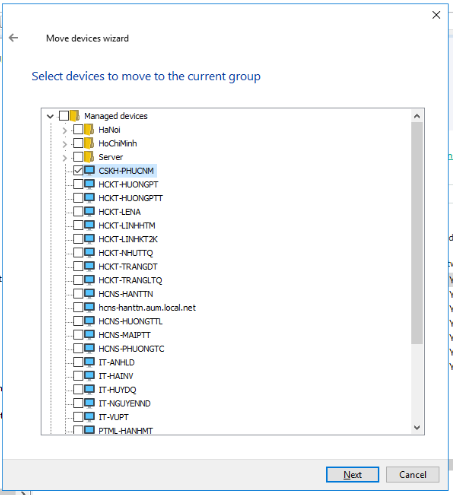 Move devices wizard
Select devices to move to the current group
Managed devices
HaNoi
HoChiMinh
Server
CSKH-PHUCNM
HCKT-HUONGPT
HCKT-HUONGPTT
HCKT-LENA
HCKT-LINHHTM
HCKT-LINHKT2K
HCKT-NHUTTQ
HCKT-TRANGDT
HCKT-TRANGLTQ
HCNS-HANTTN
hcns-hanttn.aum.local.net
HCNS-HUONGTTL
HCNS-MAIPTT
HCNS-PHUONGTC
IT-ANHLD
IT-HAINV
IT-HUYDQ
IT-NGUYENND
IT-VUPT
PTML-HANHMT
Next
Cancel